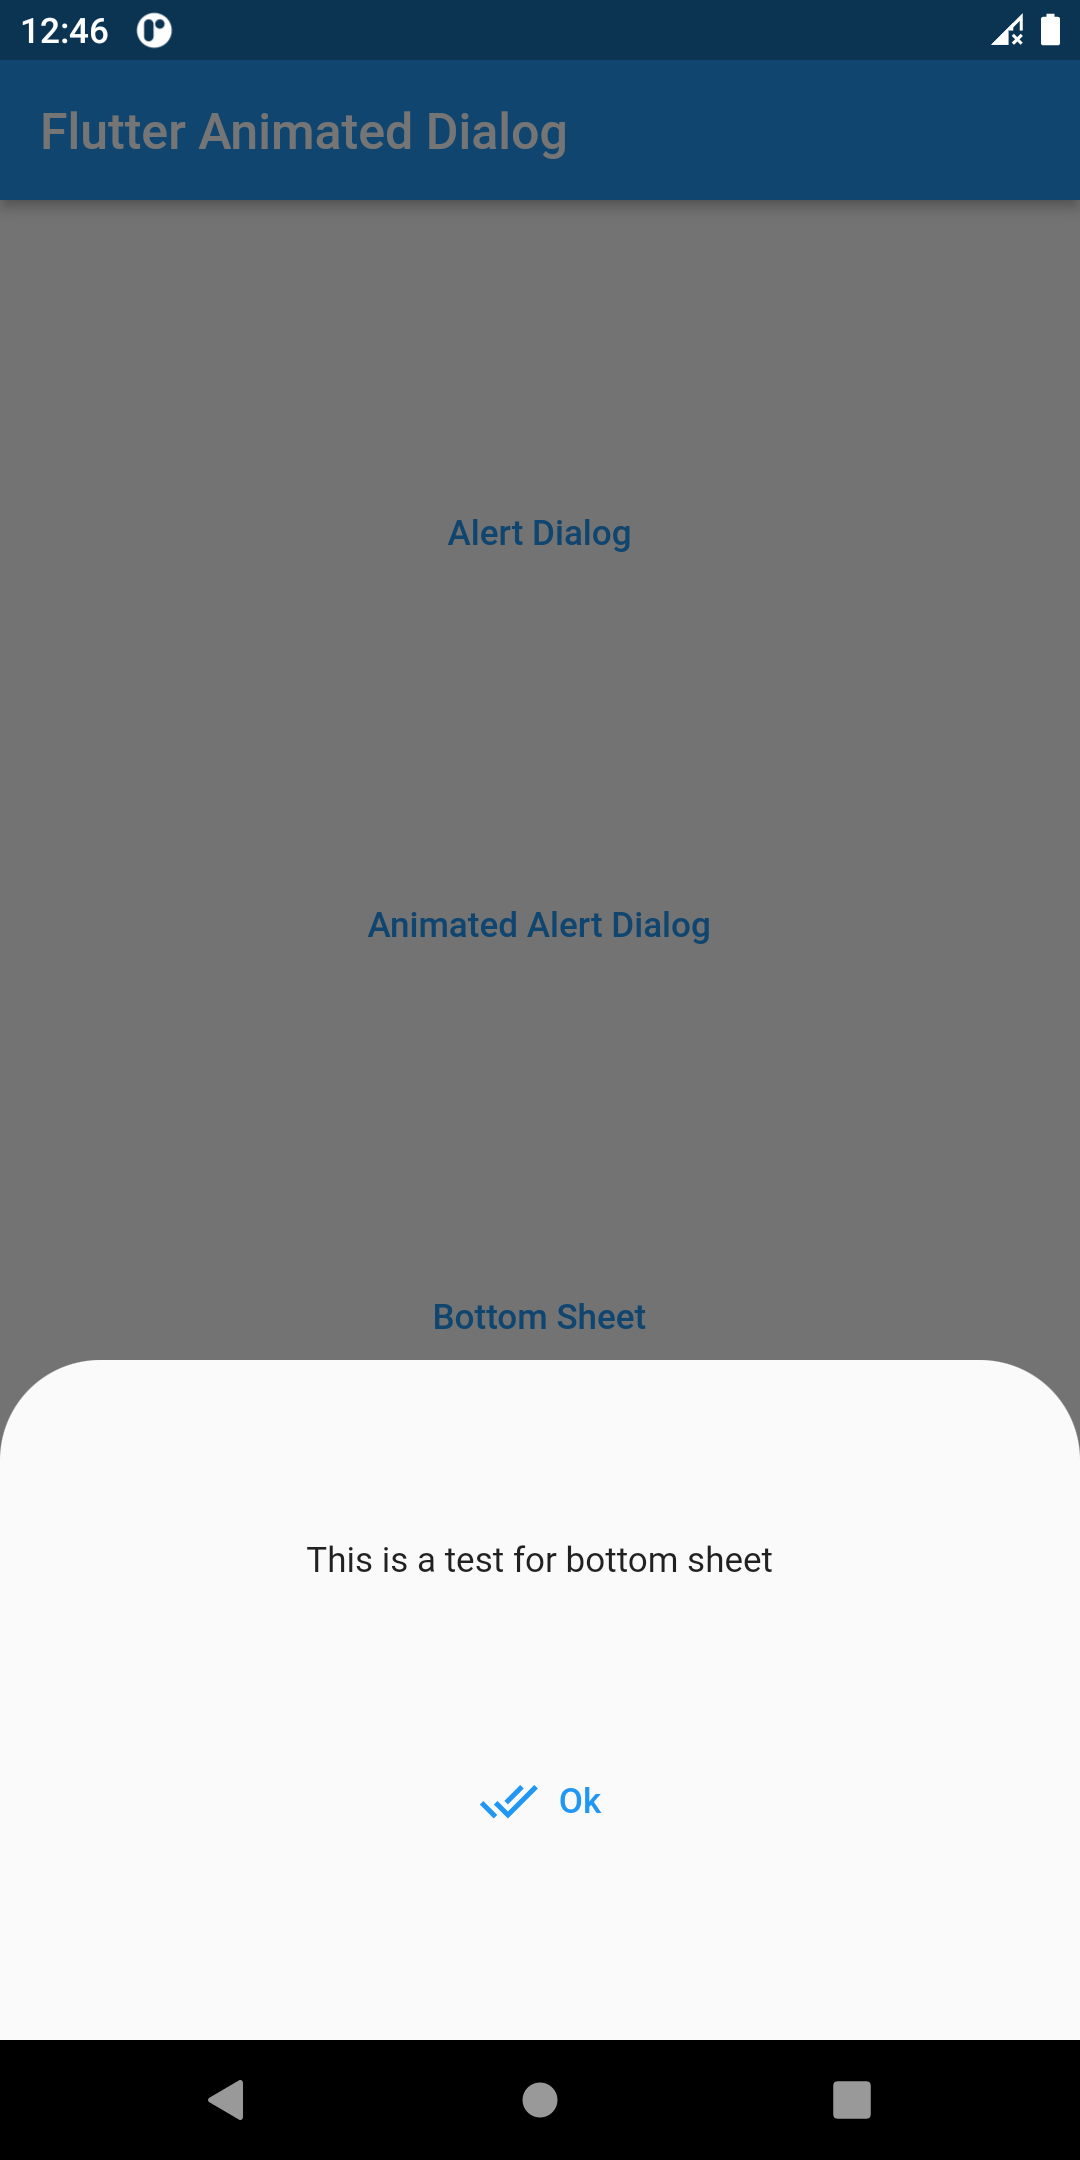 12:46
Flutter Animated Dialog
Alert Dialog
Animated Alert Dialog
Bottom Sheet
This is a test for bottom sheet
Ok